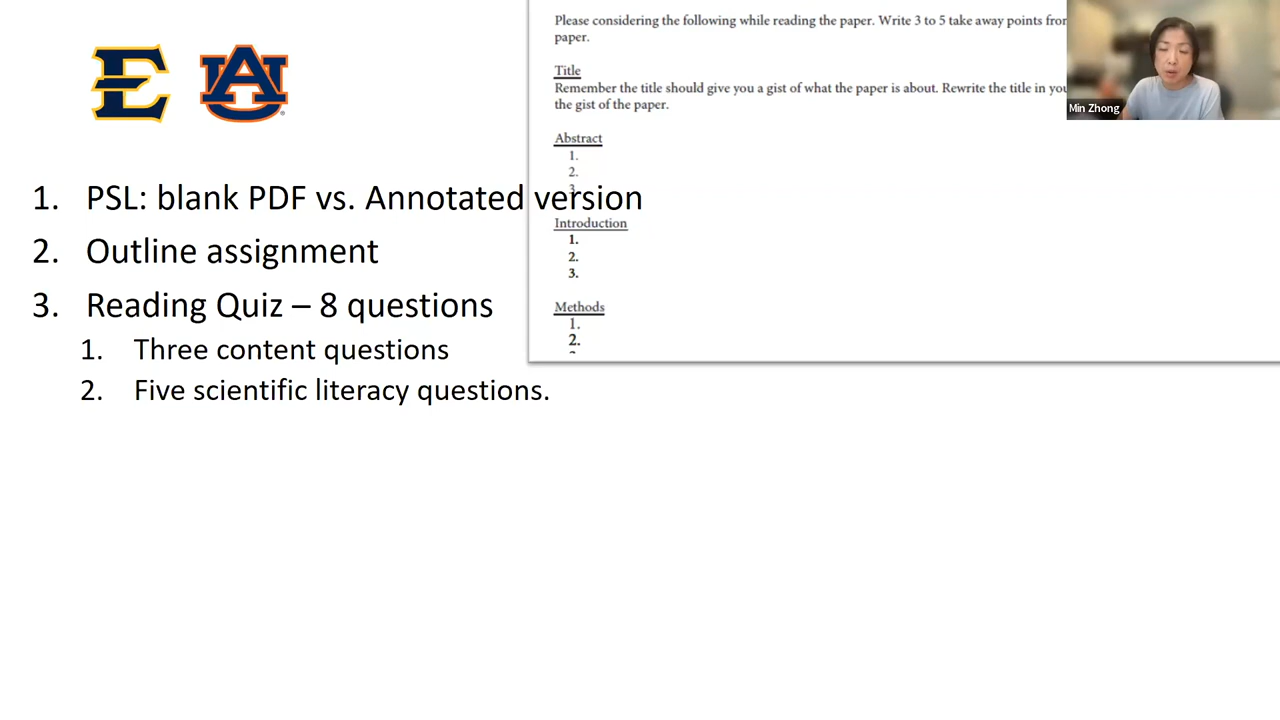 Please considering the following while reading the paper. Write 3 to 5 take away points from
paper.
Title
Remember the title should give you a gist of what the paper is about. Rewrite the title in
the gist of the paper.
Min Zhong
Abstract
1.
2.
3.
Introduction
1.
2.
3.
Methods
1.
2.
E
AU
1. PSL: blank PDF vs. Annotated version
2. Outline assignment
3. Reading Quiz – 8 questions
1. Three content questions
2. Five scientific literacy questions.